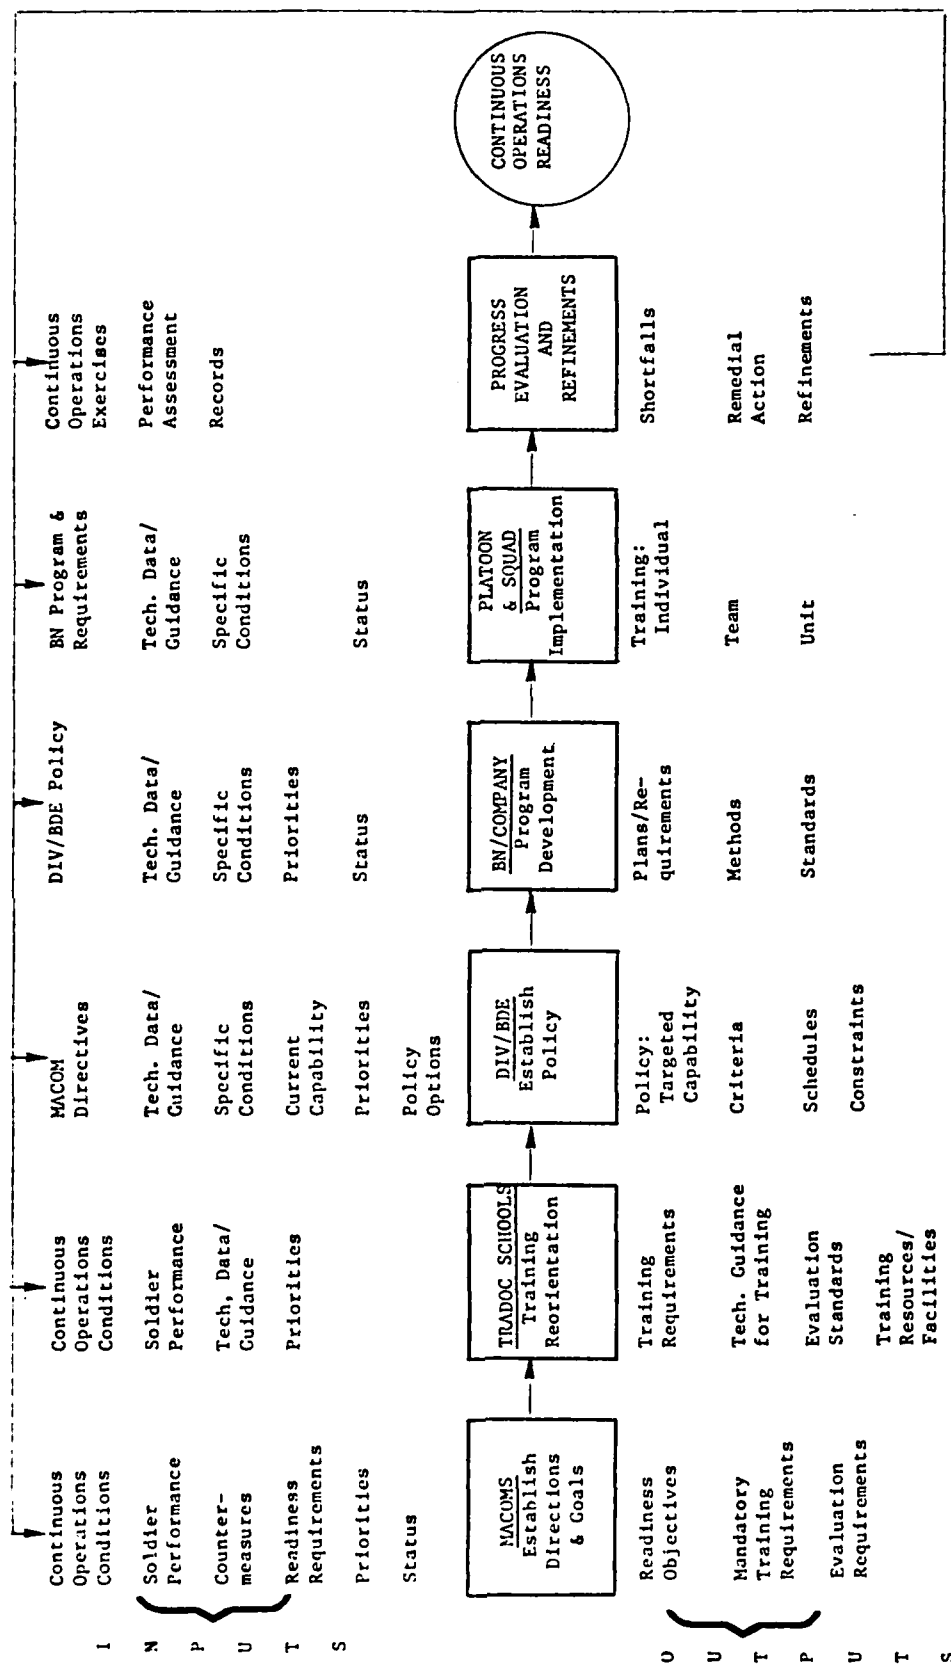 I
N
P
U
T
S
Continuous
Operations
Conditions
Soldier
Performance
Counter-
measures
Readiness
Requirements
Priorities
Status
Continuous
Operations
Conditions
Soldier
Performance
Tech, Data/
Guidance
Priorities
MACOM
Directives
Tech. Data/
Guidance
Specific
Conditions
Current
Capability
Priorities
Policy
Options
DIV/BDE Policy
Tech. Data/
Guidance
Specific
Conditions
Priorities
Status
BN Program &
Requirements
Tech. Data/
Guidance
Specific
Conditions
Status
Continuous
Operations
Exercises
Performance
Assessment
Records
MACOMS
Establish
Directions
& Goals
TRADOC SCHOOLS
Training
Reorientation
DIV/BDE
Establish
Policy
BN/COMPANY
Program
Development
PLATOON
& SQUAD
Program
Implementation
PROGRESS
EVALUATION
AND
REFINEMENTS
CONTINUOUS
OPERATIONS
READINESS
O
U
T
P
U
T
S
Readiness
Objectives
Mandatory
Training
Requirements
Evaluation
Requirements
Training
Requirements
Tech. Guidance
for Training
Evaluation
Standards
Training
Resources/
Facilities
Policy:
Targeted
Capability
Criteria
Schedules
Constraints
Plans/Re-
quirements
Methods
Standards
Training:
Individual
Team
Unit
Shortfalls
Remedial
Action
Refinements